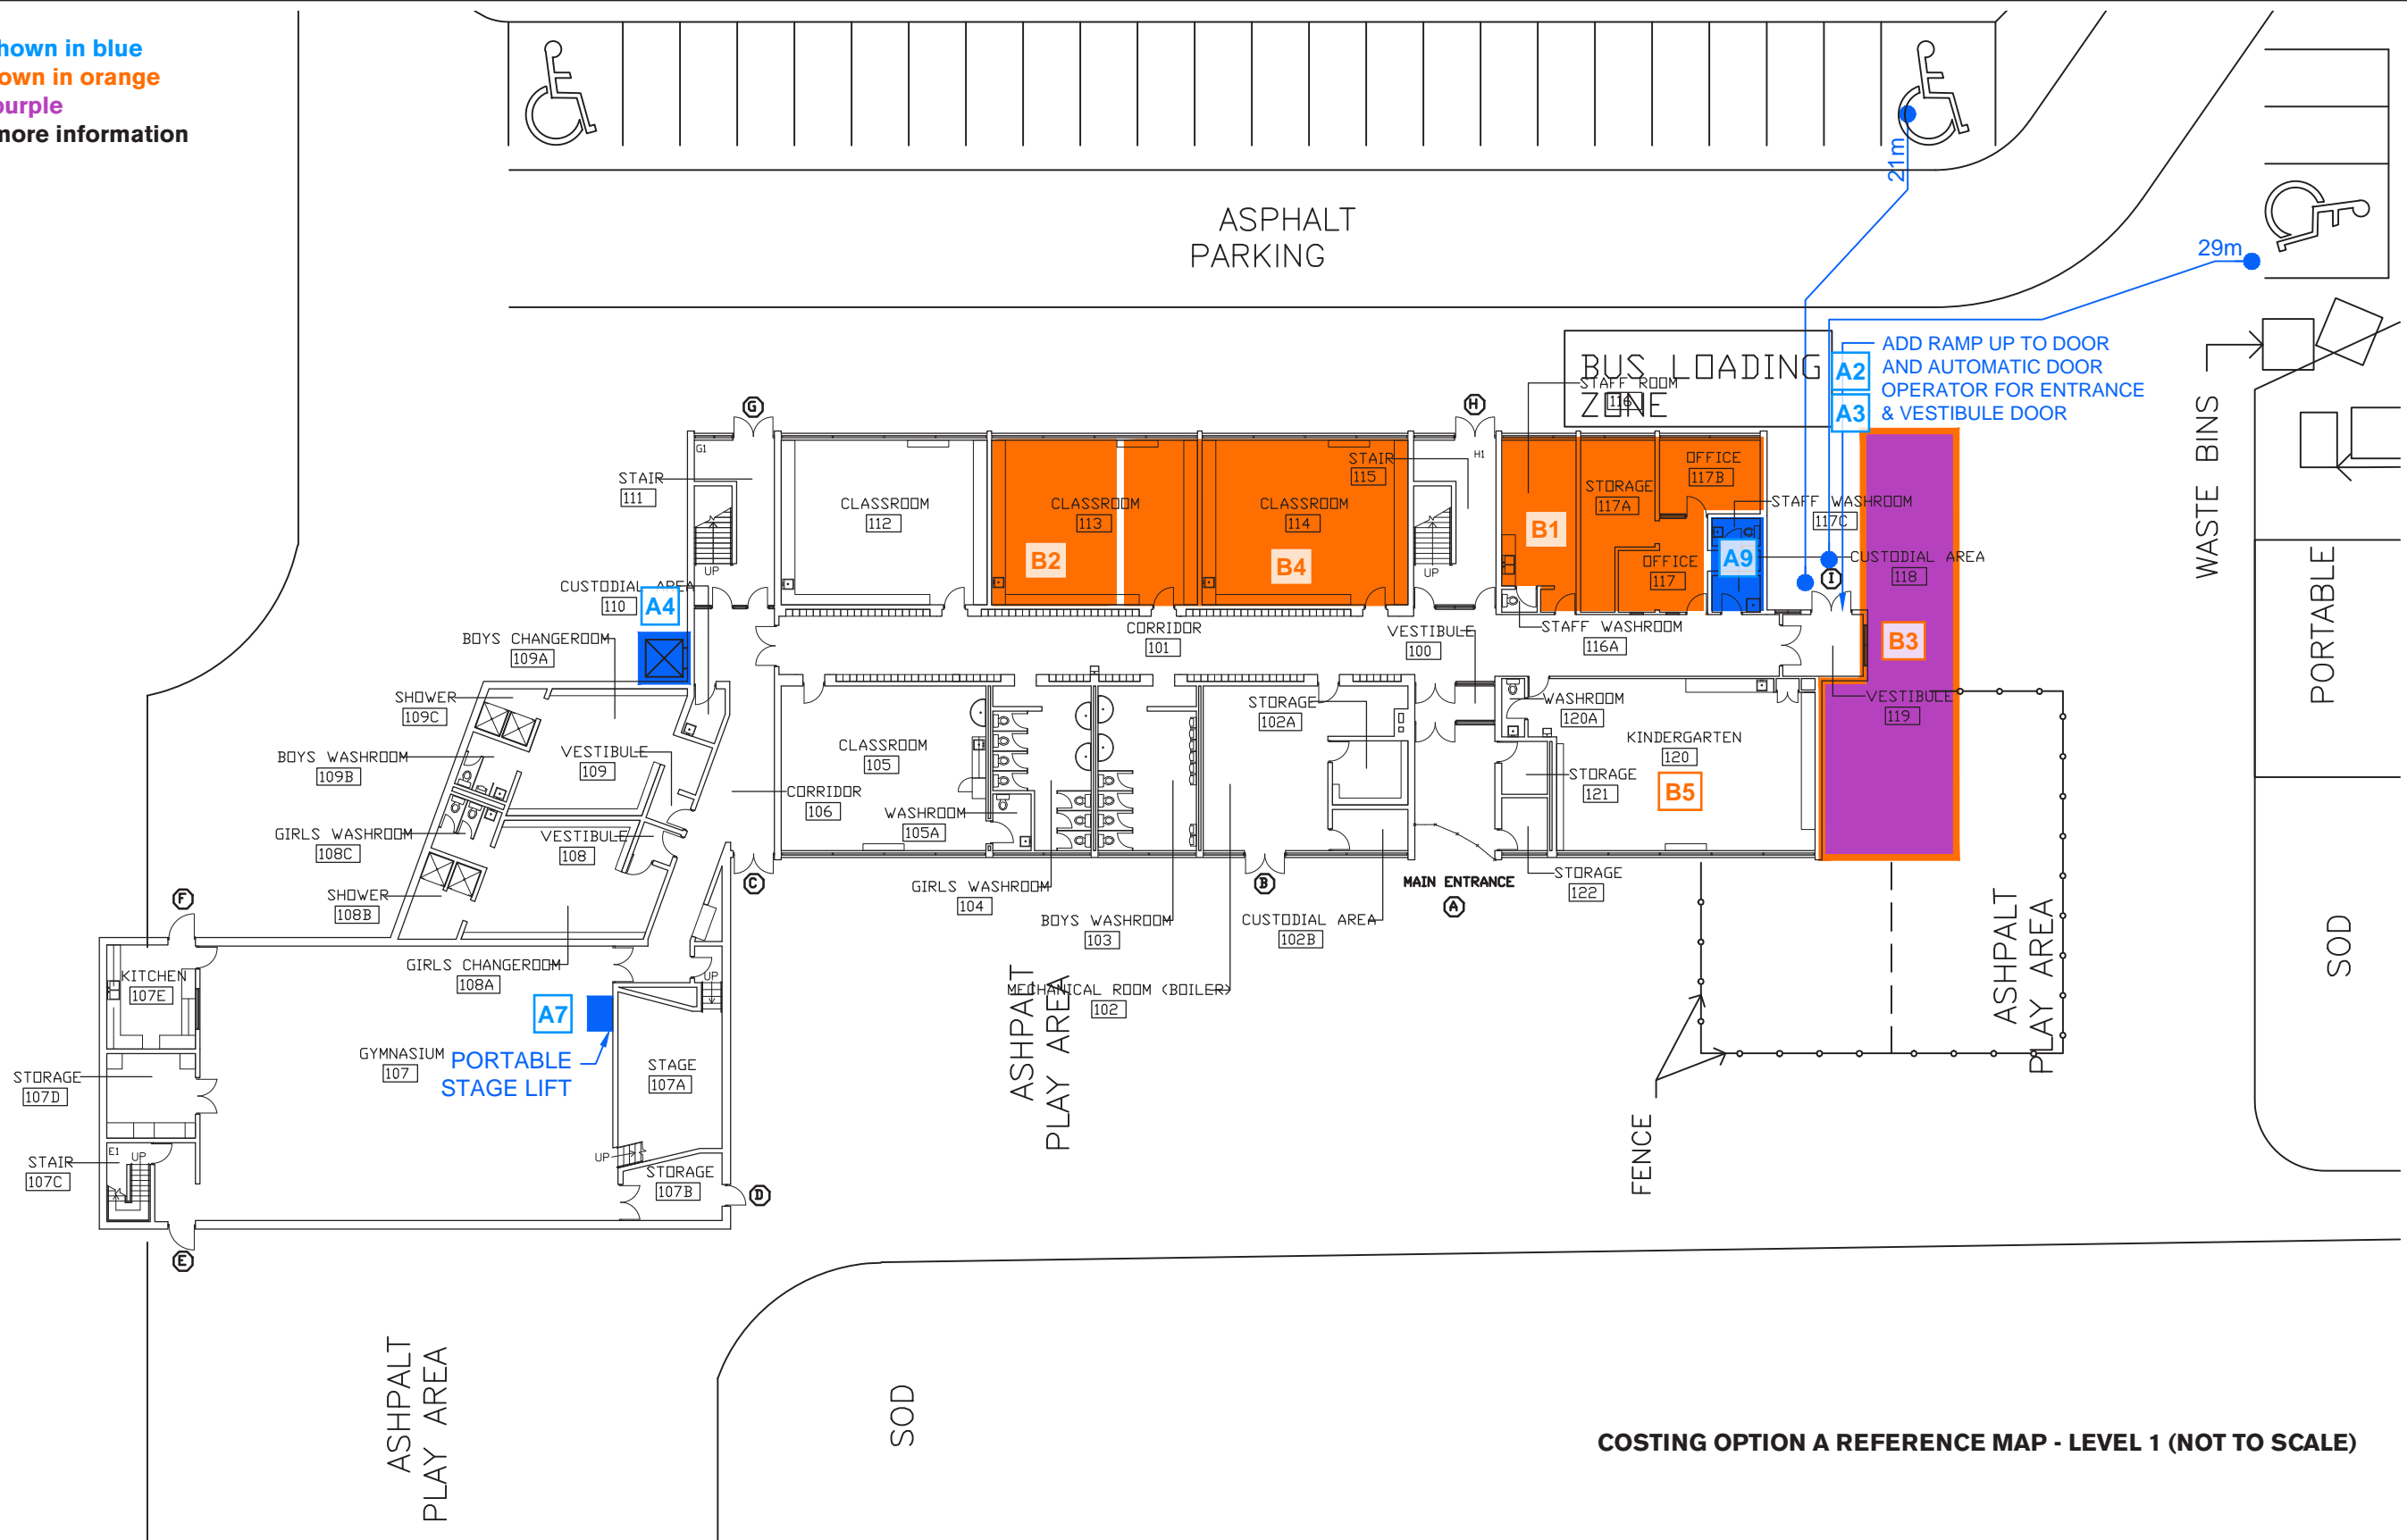 hown in blue
own in orange
purple
more information
21m
ASPHALT
PARKING
29m
BUS LOADING
ZONE
STAFF ROOM
116
A2
A3
ADD RAMP UP TO DOOR
AND AUTOMATIC DOOR
OPERATOR FOR ENTRANCE
& VESTIBULE DOOR
WASTE BINS
G
H
G1
H1
STAIR
111
CLASSROOM
112
CLASSROOM
113
B2
CLASSROOM
114
B4
STAIR
115
B1
STORAGE
117A
OFFICE
117B
STAFF WASHROOM
117C
OFFICE
117
A9
CUSTODIAL AREA
118
I
UP
UP
CUSTODIAL AREA
110
A4
BOYS CHANGEROOM
109A
CORRIDOR
101
VESTIBULE
100
STAFF WASHROOM
116A
B3
PORTABLE
SHOWER
109C
STORAGE
102A
WASHROOM
120A
VESTIBULE
119
BOYS WASHROOM
109B
VESTIBULE
109
CLASSROOM
105
KINDERGARTEN
120
B5
STORAGE
121
CORRIDOR
106
WASHROOM
105A
GIRLS WASHROOM
108C
VESTIBULE
108
SHOWER
108B
C
GIRLS WASHROOM
104
B
MAIN ENTRANCE
A
STORAGE
122
BOYS WASHROOM
103
CUSTODIAL AREA
102B
F
KITCHEN
107E
GIRLS CHANGEROOM
108A
UP
MECHANICAL ROOM (BOILER)
102
ASHPALT
PLAY AREA
ASHPALT
PLAY AREA
SOD
A7
GYMNASIUM
107
PORTABLE
STAGE LIFT
STAGE
107A
STORAGE
107D
FENCE
E1
UP
STAIR
107C
UP
STORAGE
107B
D
E
ASHPALT
PLAY AREA
SOD
COSTING OPTION A REFERENCE MAP - LEVEL 1 (NOT TO SCALE)